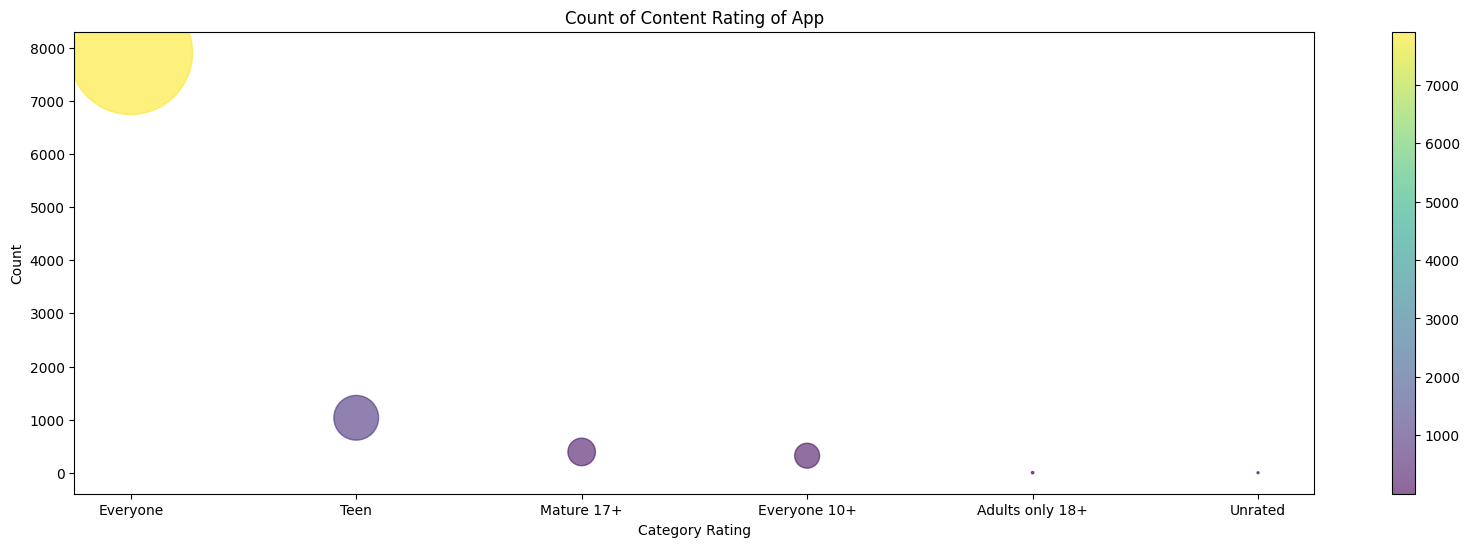 Count of Content Rating of App
8000
7000
6000
5000
4000
3000
2000
1000
0
Count
Everyone
Teen
Mature 17+
Everyone 10+
Adults only 18+
Unrated
Category Rating
7000
6000
5000
4000
3000
2000
1000